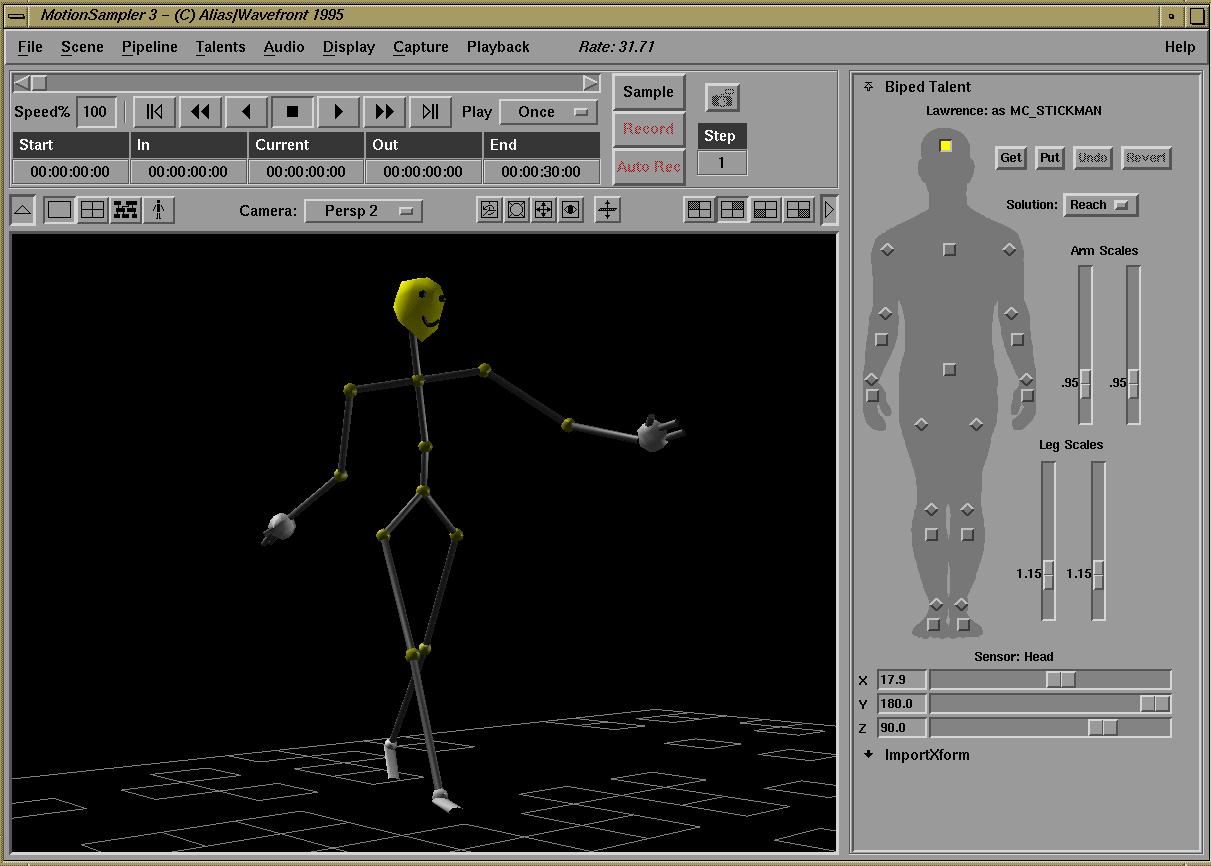 MotionSampler 3 – (C) Alias|Wavefront 1995
File Scene Pipeline Talents Audio Display Capture Playback Rate: 31.71 Help
Speed% 100 Play Once
Start In Current Out End
00:00:00:00 00:00:00:00 00:00:00:00 00:00:00:00 00:00:30:00
Sample
Record
Auto Rec
Step
1
Camera: Persp 2
Biped Talent
Lawrence: as MC_STICKMAN
Get Put Undo Revert
Solution: Reach
Arm Scales
.95 .95
Leg Scales
1.15 1.15
Sensor: Head
X 17.9
Y 180.0
Z 90.0
ImportXform